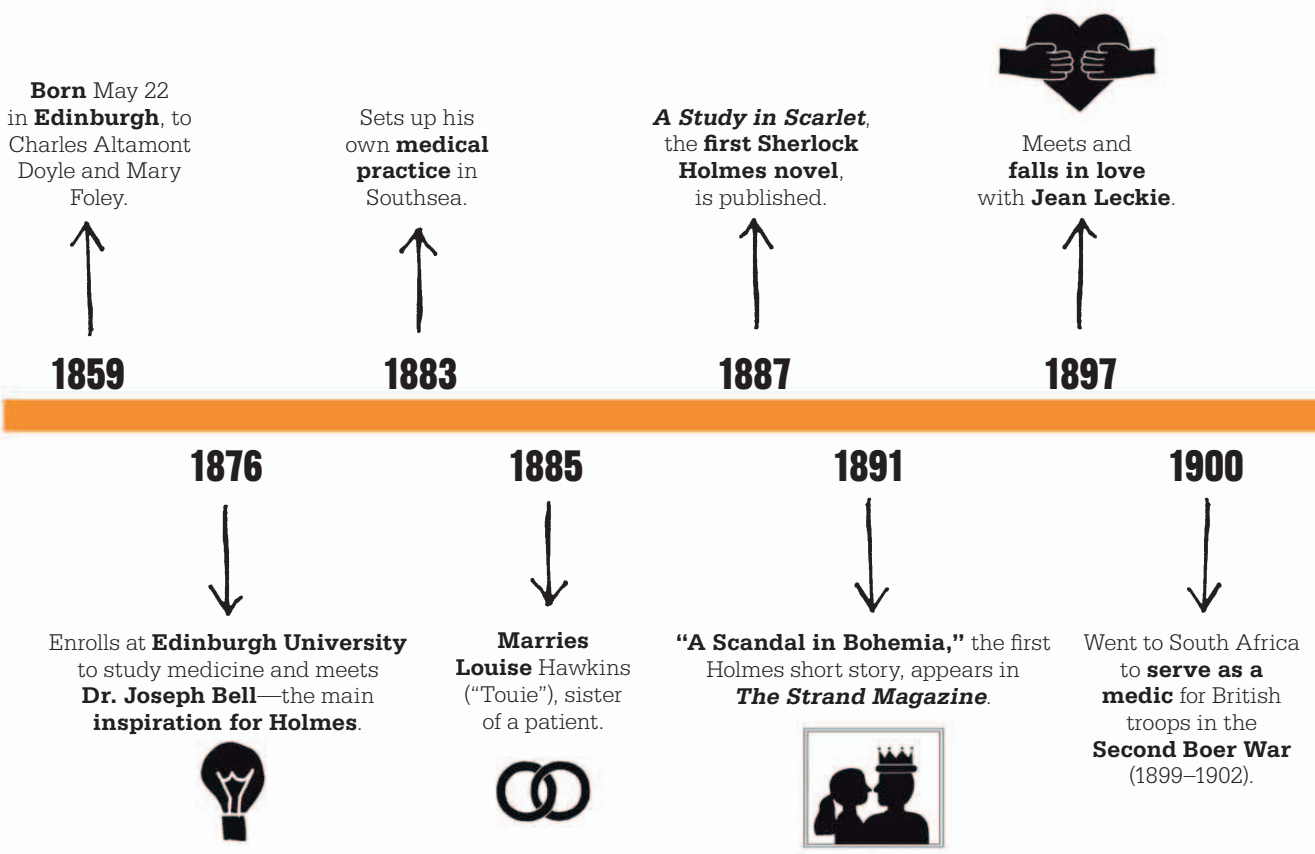 Born May 22
in Edinburgh, to
Charles Altamont
Doyle and Mary
Foley.
1859
Sets up his
own medical
practice in
Southsea.
1883
A Study in Scarlet,
the first Sherlock
Holmes novel,
is published.
1887
Meets and
falls in love
with Jean Leckie.
1897
1876
Enrolls at Edinburgh University
to study medicine and meets
Dr. Joseph Bell—the main
inspiration for Holmes.
1885
Marries
Louise Hawkins
(“Touie”), sister
of a patient.
1891
“A Scandal in Bohemia,” the first
Holmes short story, appears in
The Strand Magazine.
1900
Went to South Africa
to serve as a
medic for British
troops in the
Second Boer War
(1899–1902).